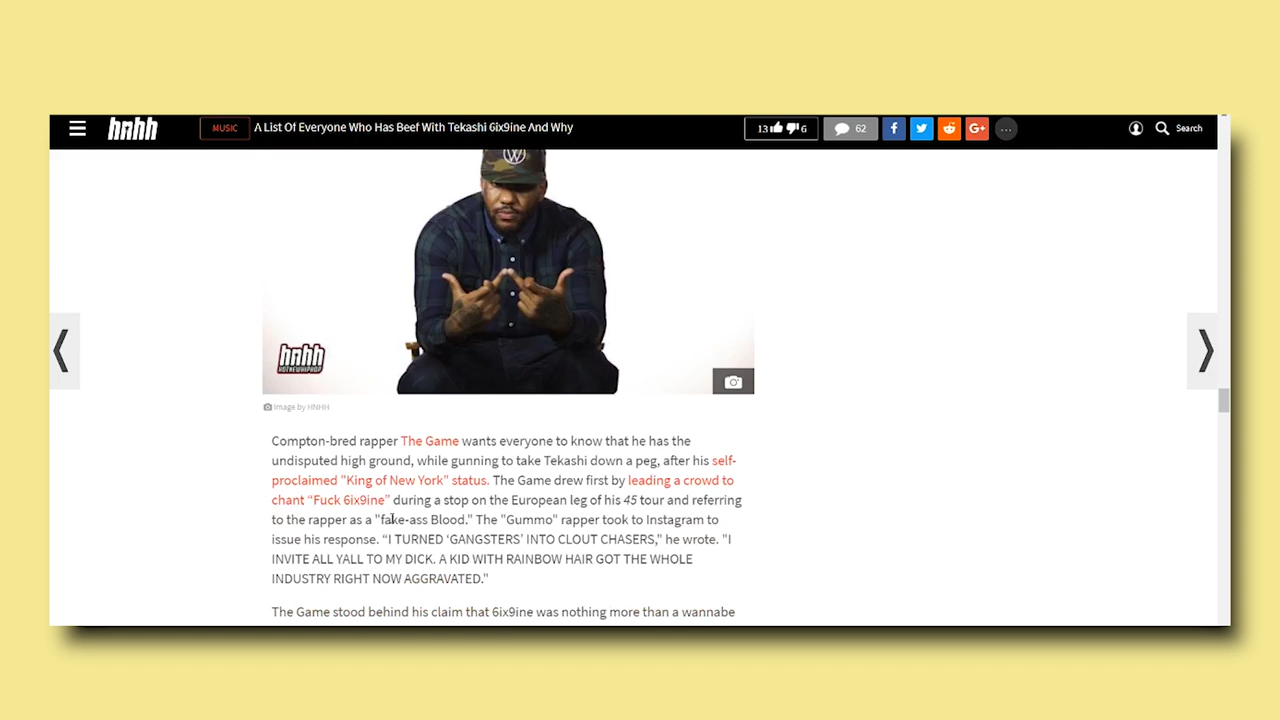 hnhh
MUSIC
A List Of Everyone Who Has Beef With Tekashi 6ix9ine And Why
13 6
62
Search
W
hnhh
HOTNEWHIPHOP
Image by HNHH
Compton-bred rapper The Game wants everyone to know that he has the
undisputed high ground, while gunning to take Tekashi down a peg, after his self-
proclaimed "King of New York" status. The Game drew first by leading a crowd to
chant “Fuck 6ix9ine” during a stop on the European leg of his 45 tour and referring
to the rapper as a "fake-ass Blood." The "Gummo" rapper took to Instagram to
issue his response. “I TURNED ‘GANGSTERS’ INTO CLOUT CHASERS," he wrote. "I
INVITE ALL YALL TO MY DICK. A KID WITH RAINBOW HAIR GOT THE WHOLE
INDUSTRY RIGHT NOW AGGRAVATED."
The Game stood behind his claim that 6ix9ine was nothing more than a wannabe